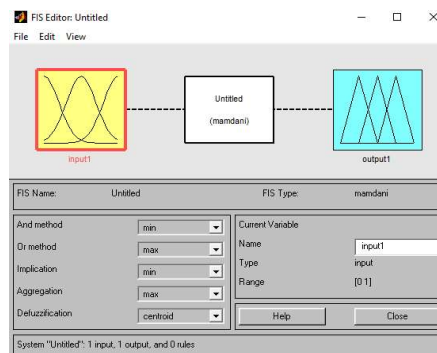 FIS Editor: Untitled
File Edit View
Untitled
(mamdani)
input1
output1
FIS Name: Untitled FIS Type: mamdani
And method min
Or method max
Implication min
Aggregation max
Defuzzification centroid
Current Variable
Name input1
Type input
Range [0 1]
Help Close
System "Untitled": 1 input, 1 output, and 0 rules